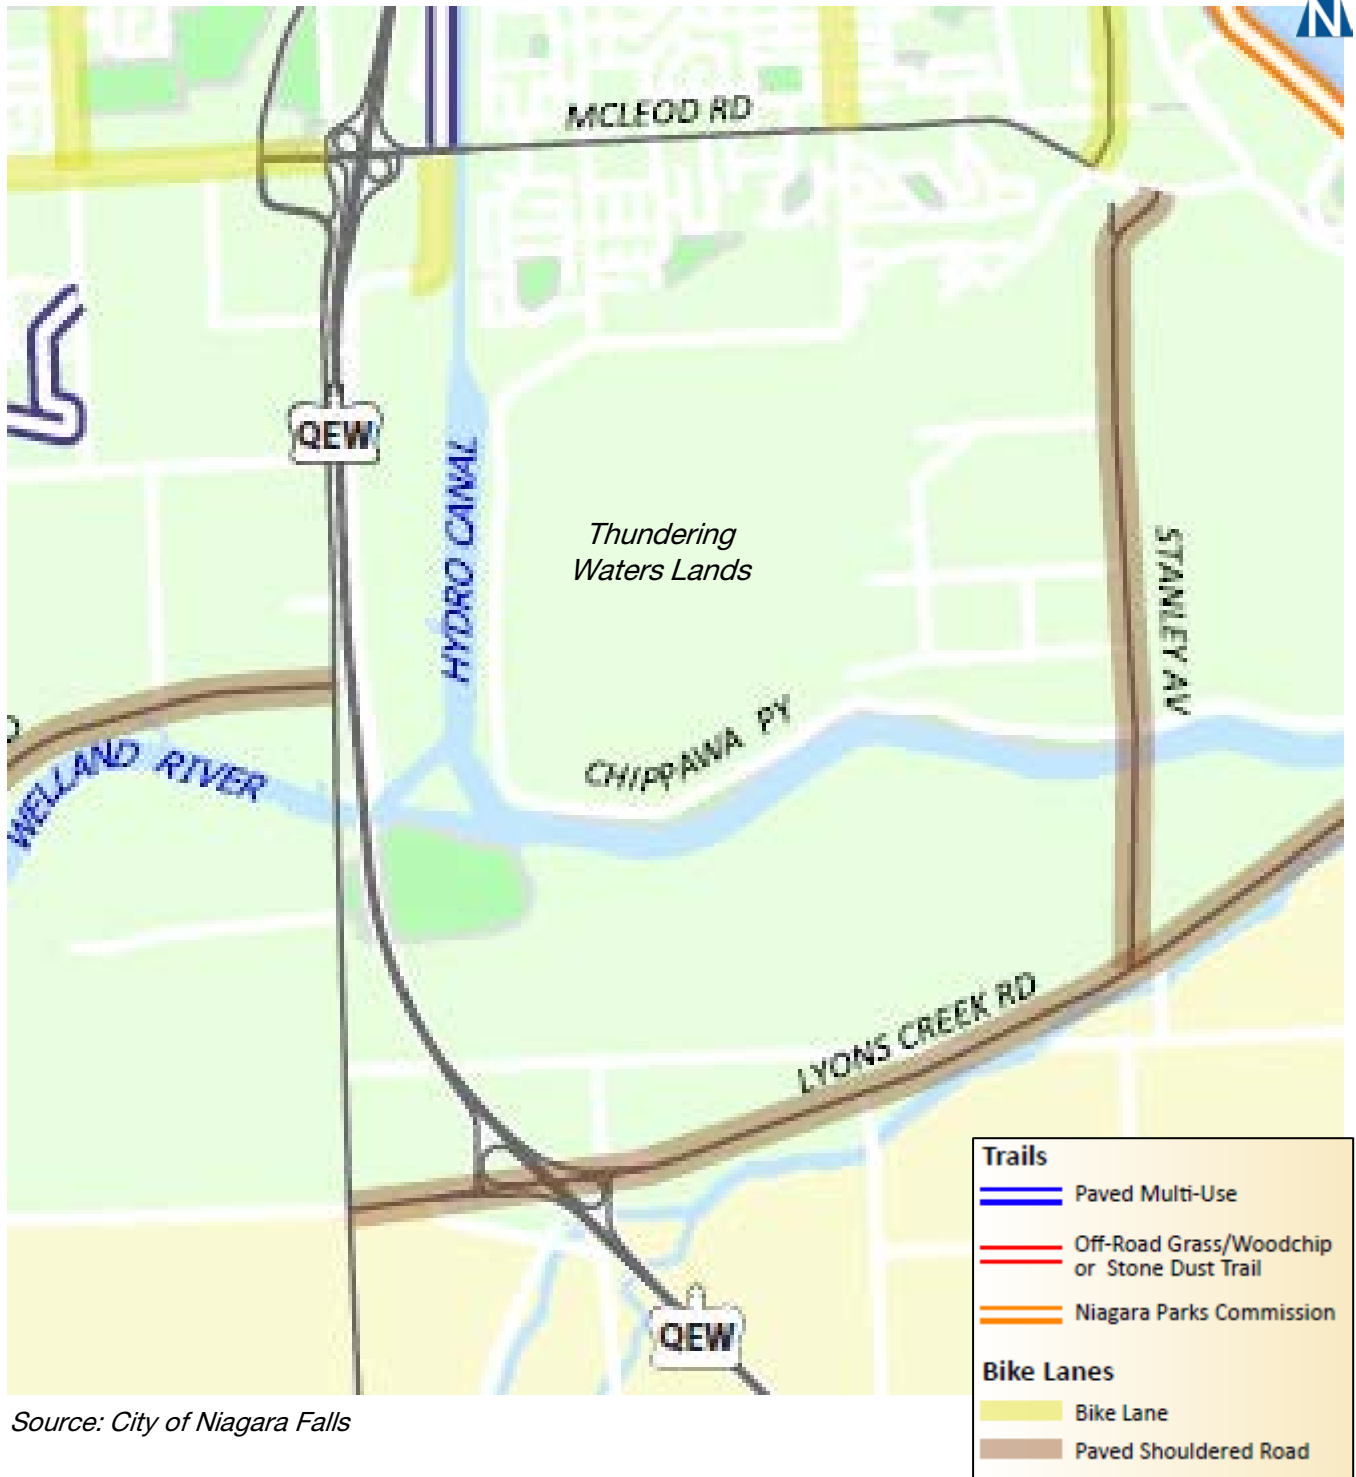 N
MCLEOD RD
QEW
HYDRO CANAL
Thundering
Waters Lands
STANLEY AV
CHIPPAWA PY
WELLAND RIVER
LYONS CREEK RD
QEW
Trails
Paved Multi-Use
Off-Road Grass/Woodchip
or Stone Dust Trail
Niagara Parks Commission
Bike Lanes
Bike Lane
Paved Shouldered Road
Source: City of Niagara Falls